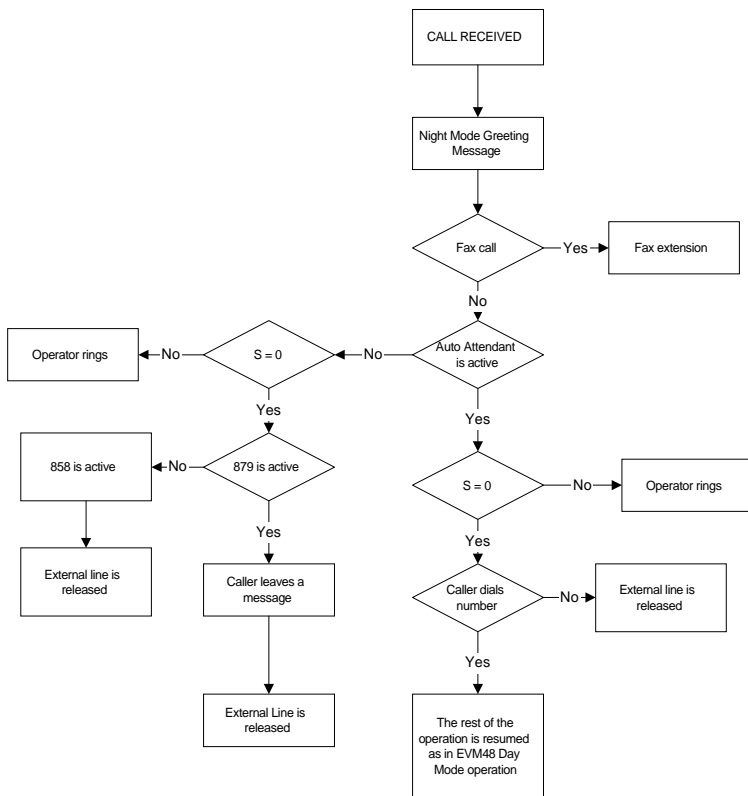 CALL RECEIVED
Night Mode Greeting
Message
Fax call
Yes
Fax extension
No
Operator rings
No
S = 0
No
Auto Attendant
is active
Yes
Yes
858 is active
No
879 is active
S = 0
No
Operator rings
Yes
Yes
External line is
released
Caller leaves a
message
Caller dials
number
No
External line is
released
Yes
External Line is
released
The rest of the
operation is resumed
as in EVM48 Day
Mode operation